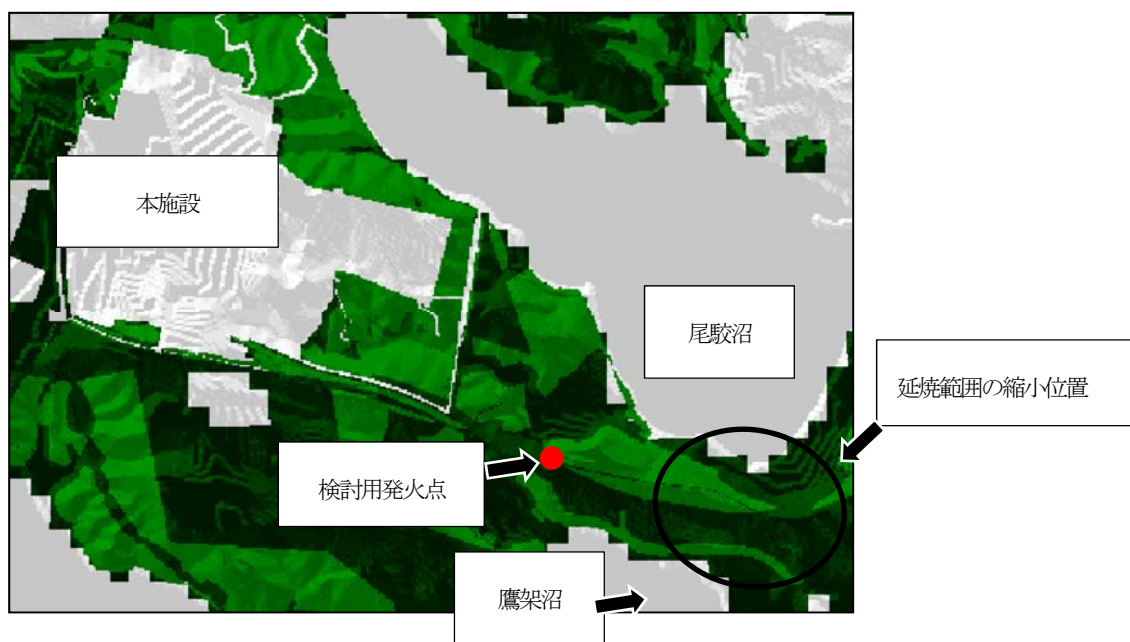 本施設
尾駮沼
延焼範囲の縮小位置
検討用発火点
鷹架沼